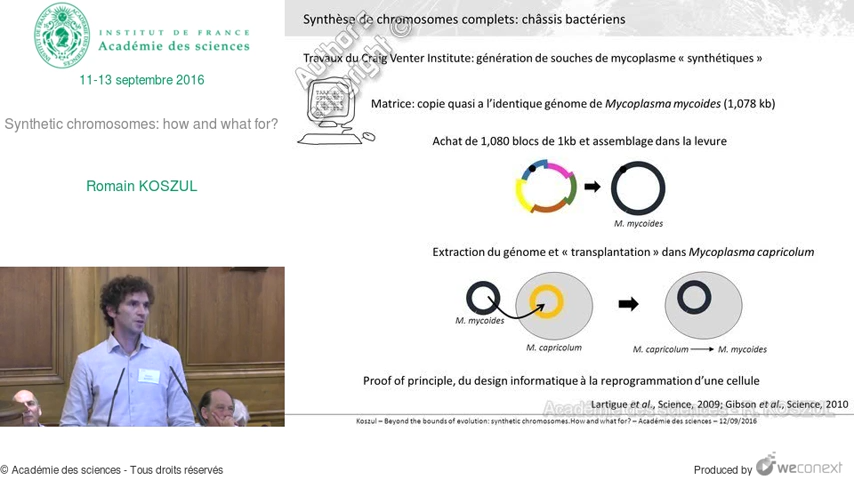 INSTITUT DE FRANCE
Académie des sciences
11-13 septembre 2016
Synthetic chromosomes: how and what for?
Romain KOSZUL
Synthèse de chromosomes complets: châssis bactériens
Author's
Copyright ©
Travaux du Craig Venter Institute: génération de souches de mycoplasme « synthétiques »
Matrice: copie quasi a l'identique génome de Mycoplasma mycoides (1,078 kb)
Achat de 1,080 blocs de 1kb et assemblage dans la levure
M. mycoides
Extraction du génome et « transplantation » dans Mycoplasma capricolum
M. mycoides
M. capricolum
M. capricolum M. mycoides
Proof of principle, du design informatique à la reprogrammation d'une cellule
Lartigue et al., Science, 2009; Gibson et al., Science, 2010
Académie des sciences - R. KOSZUL
Koszul – Beyond the bounds of evolution: synthetic chromosomes.How and what for? – Académie des sciences – 12/09/2016
© Académie des sciences - Tous droits réservés
Produced by weconext